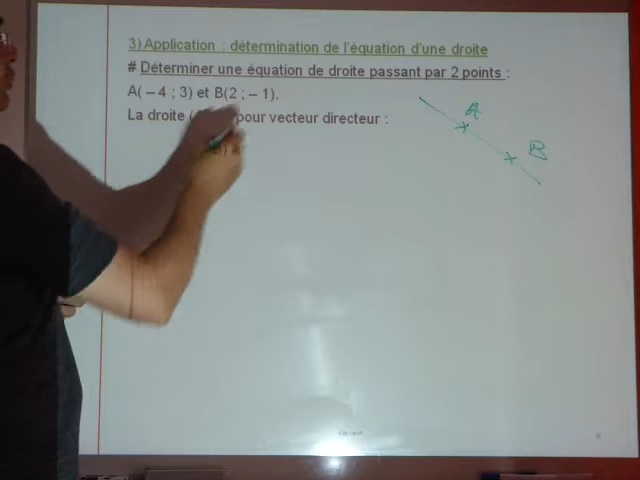 3) Application : détermination de l'équation d'une droite
# Déterminer une équation de droite passant par 2 points :
A( – 4 ; 3) et B(2 ; – 1).
La droite ( pour vecteur directeur :
A
B